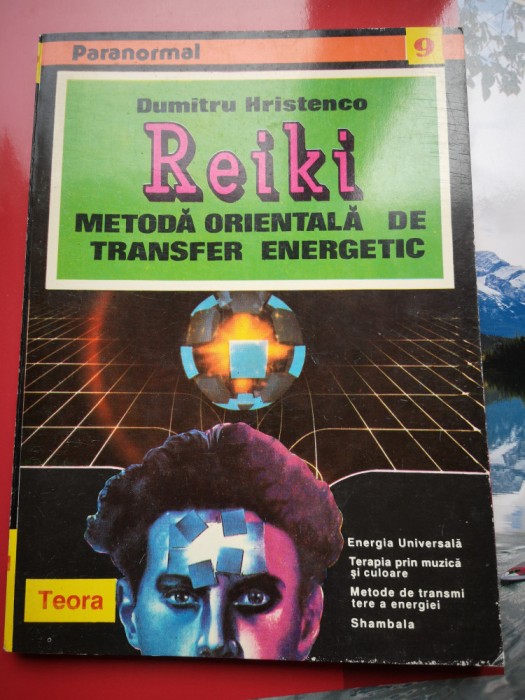 Paranormal 9
Dumitru Hristenco
Reiki
METODĂ ORIENTALĂ DE
TRANSFER ENERGETIC
Energia Universală
Terapia prin muzică
și culoare
Metode de transmi
tere a energiei
Shambala
Teora